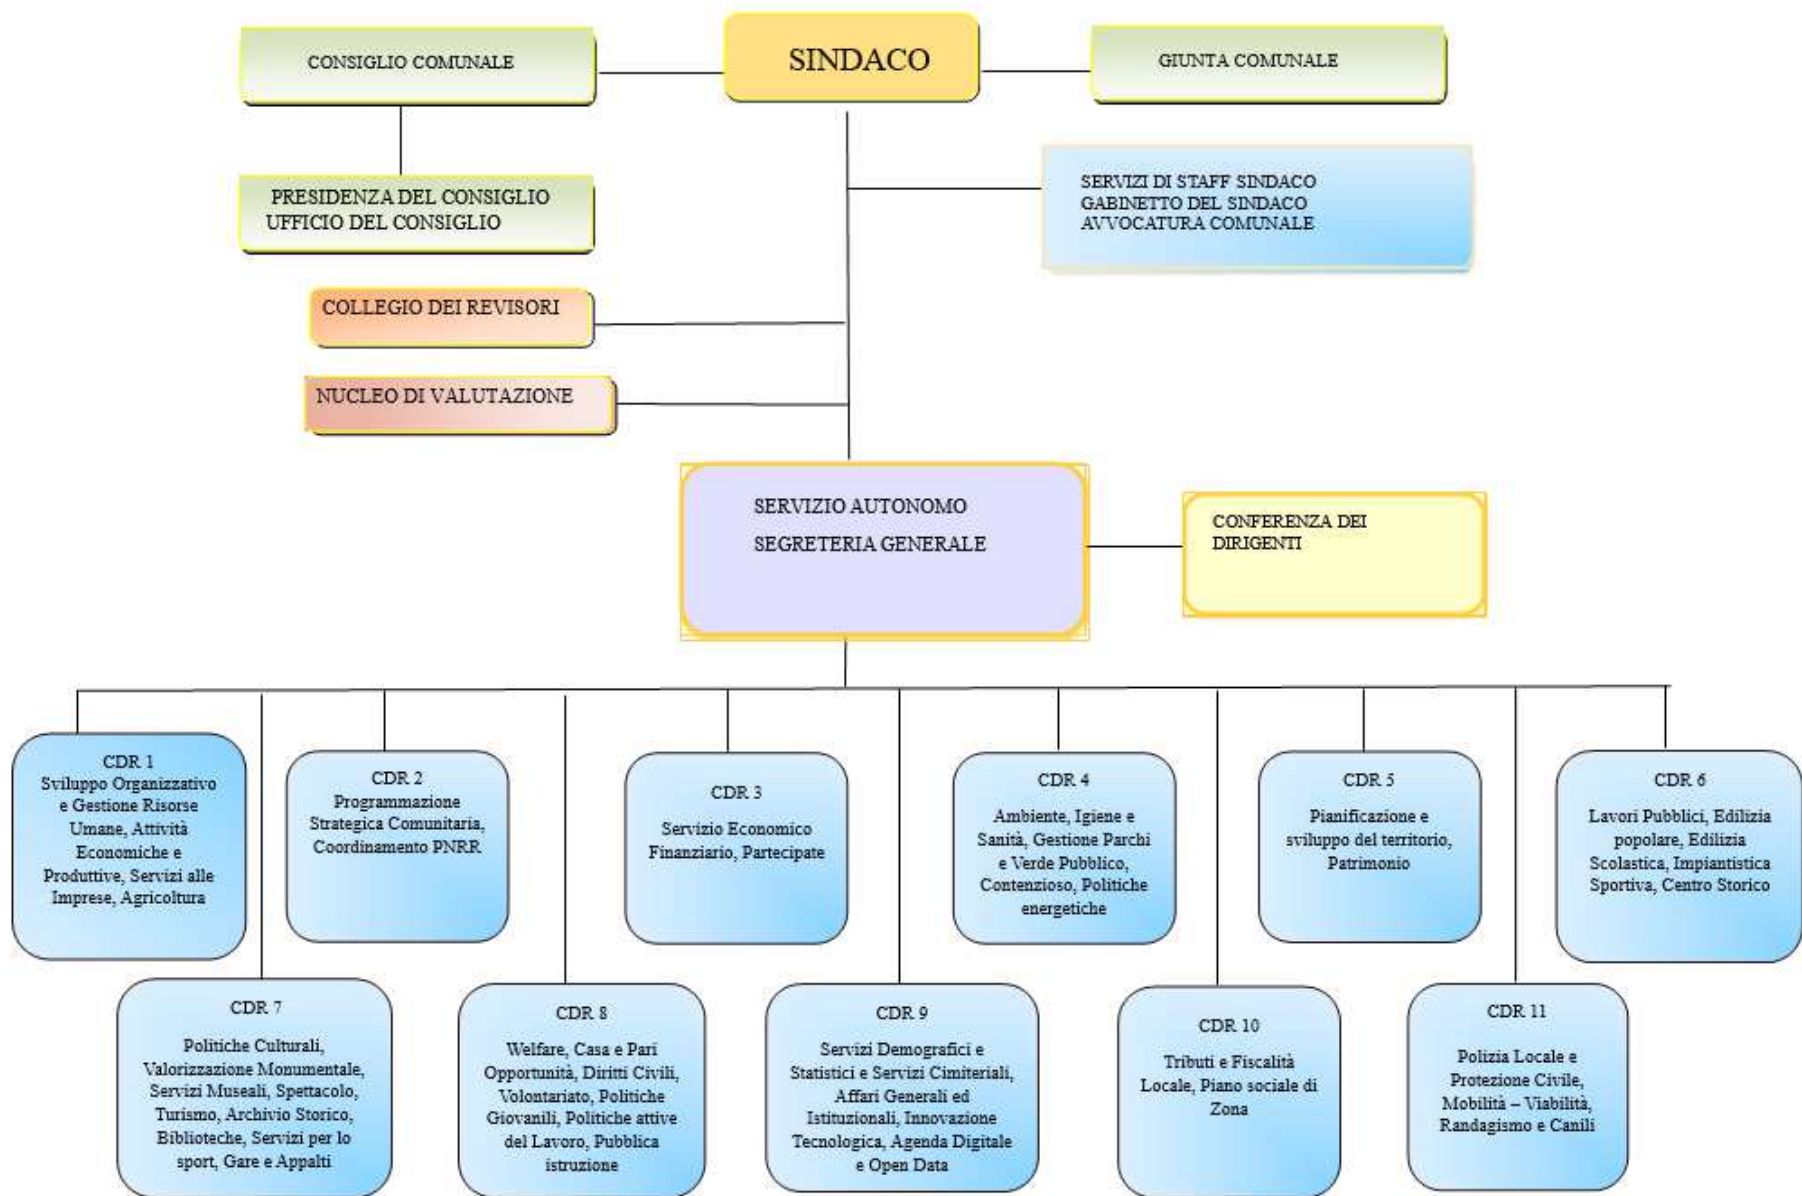 CONSIGLIO COMUNALE
SINDACO
GIUNTA COMUNALE
PRESIDENZA DEL CONSIGLIO
UFFICIO DEL CONSIGLIO
SERVIZI DI STAFF SINDACO
GABINETTO DEL SINDACO
AVVOCATURA COMUNALE
COLLEGIO DEI REVISORI
NUCLEO DI VALUTAZIONE
SERVIZIO AUTONOMO
SEGRETERIA GENERALE
CONFERENZA DEI
DIRIGENTI
CDR 1
Sviluppo Organizzativo
e Gestione Risorse
Umane, Attività
Economiche e
Produttive, Servizi alle
Imprese, Agricoltura
CDR 2
Programmazione
Strategica Comunitaria,
Coordinamento PNRR
CDR 3
Servizio Economico
Finanziario, Partecipate
CDR 4
Ambiente, Igiene e
Sanità, Gestione Parchi
e Verde Pubblico,
Contenzioso, Politiche
energetiche
CDR 5
Pianificazione e
sviluppo del territorio,
Patrimonio
CDR 6
Lavori Pubblici, Edilizia
popolare, Edilizia
Scolastica, Impiantistica
Sportiva, Centro Storico
CDR 7
Politiche Culturali,
Valorizzazione Monumentale,
Servizi Museali, Spettacolo,
Turismo, Archivio Storico,
Biblioteche, Servizi per lo
sport, Gare e Appalti
CDR 8
Welfare, Casa e Pari
Opportunità, Diritti Civili,
Volontariato, Politiche
Giovanili, Politiche attive
del Lavoro, Pubblica
istruzione
CDR 9
Servizi Demografici e
Statistici e Servizi Cimiteriali,
Affari Generali ed
Istituzionali, Innovazione
Tecnologica, Agenda Digitale
e Open Data
CDR 10
Tributi e Fiscalità
Locale, Piano sociale di
Zona
CDR 11
Polizia Locale e
Protezione Civile,
Mobilità – Viabilità,
Randagismo e Canili